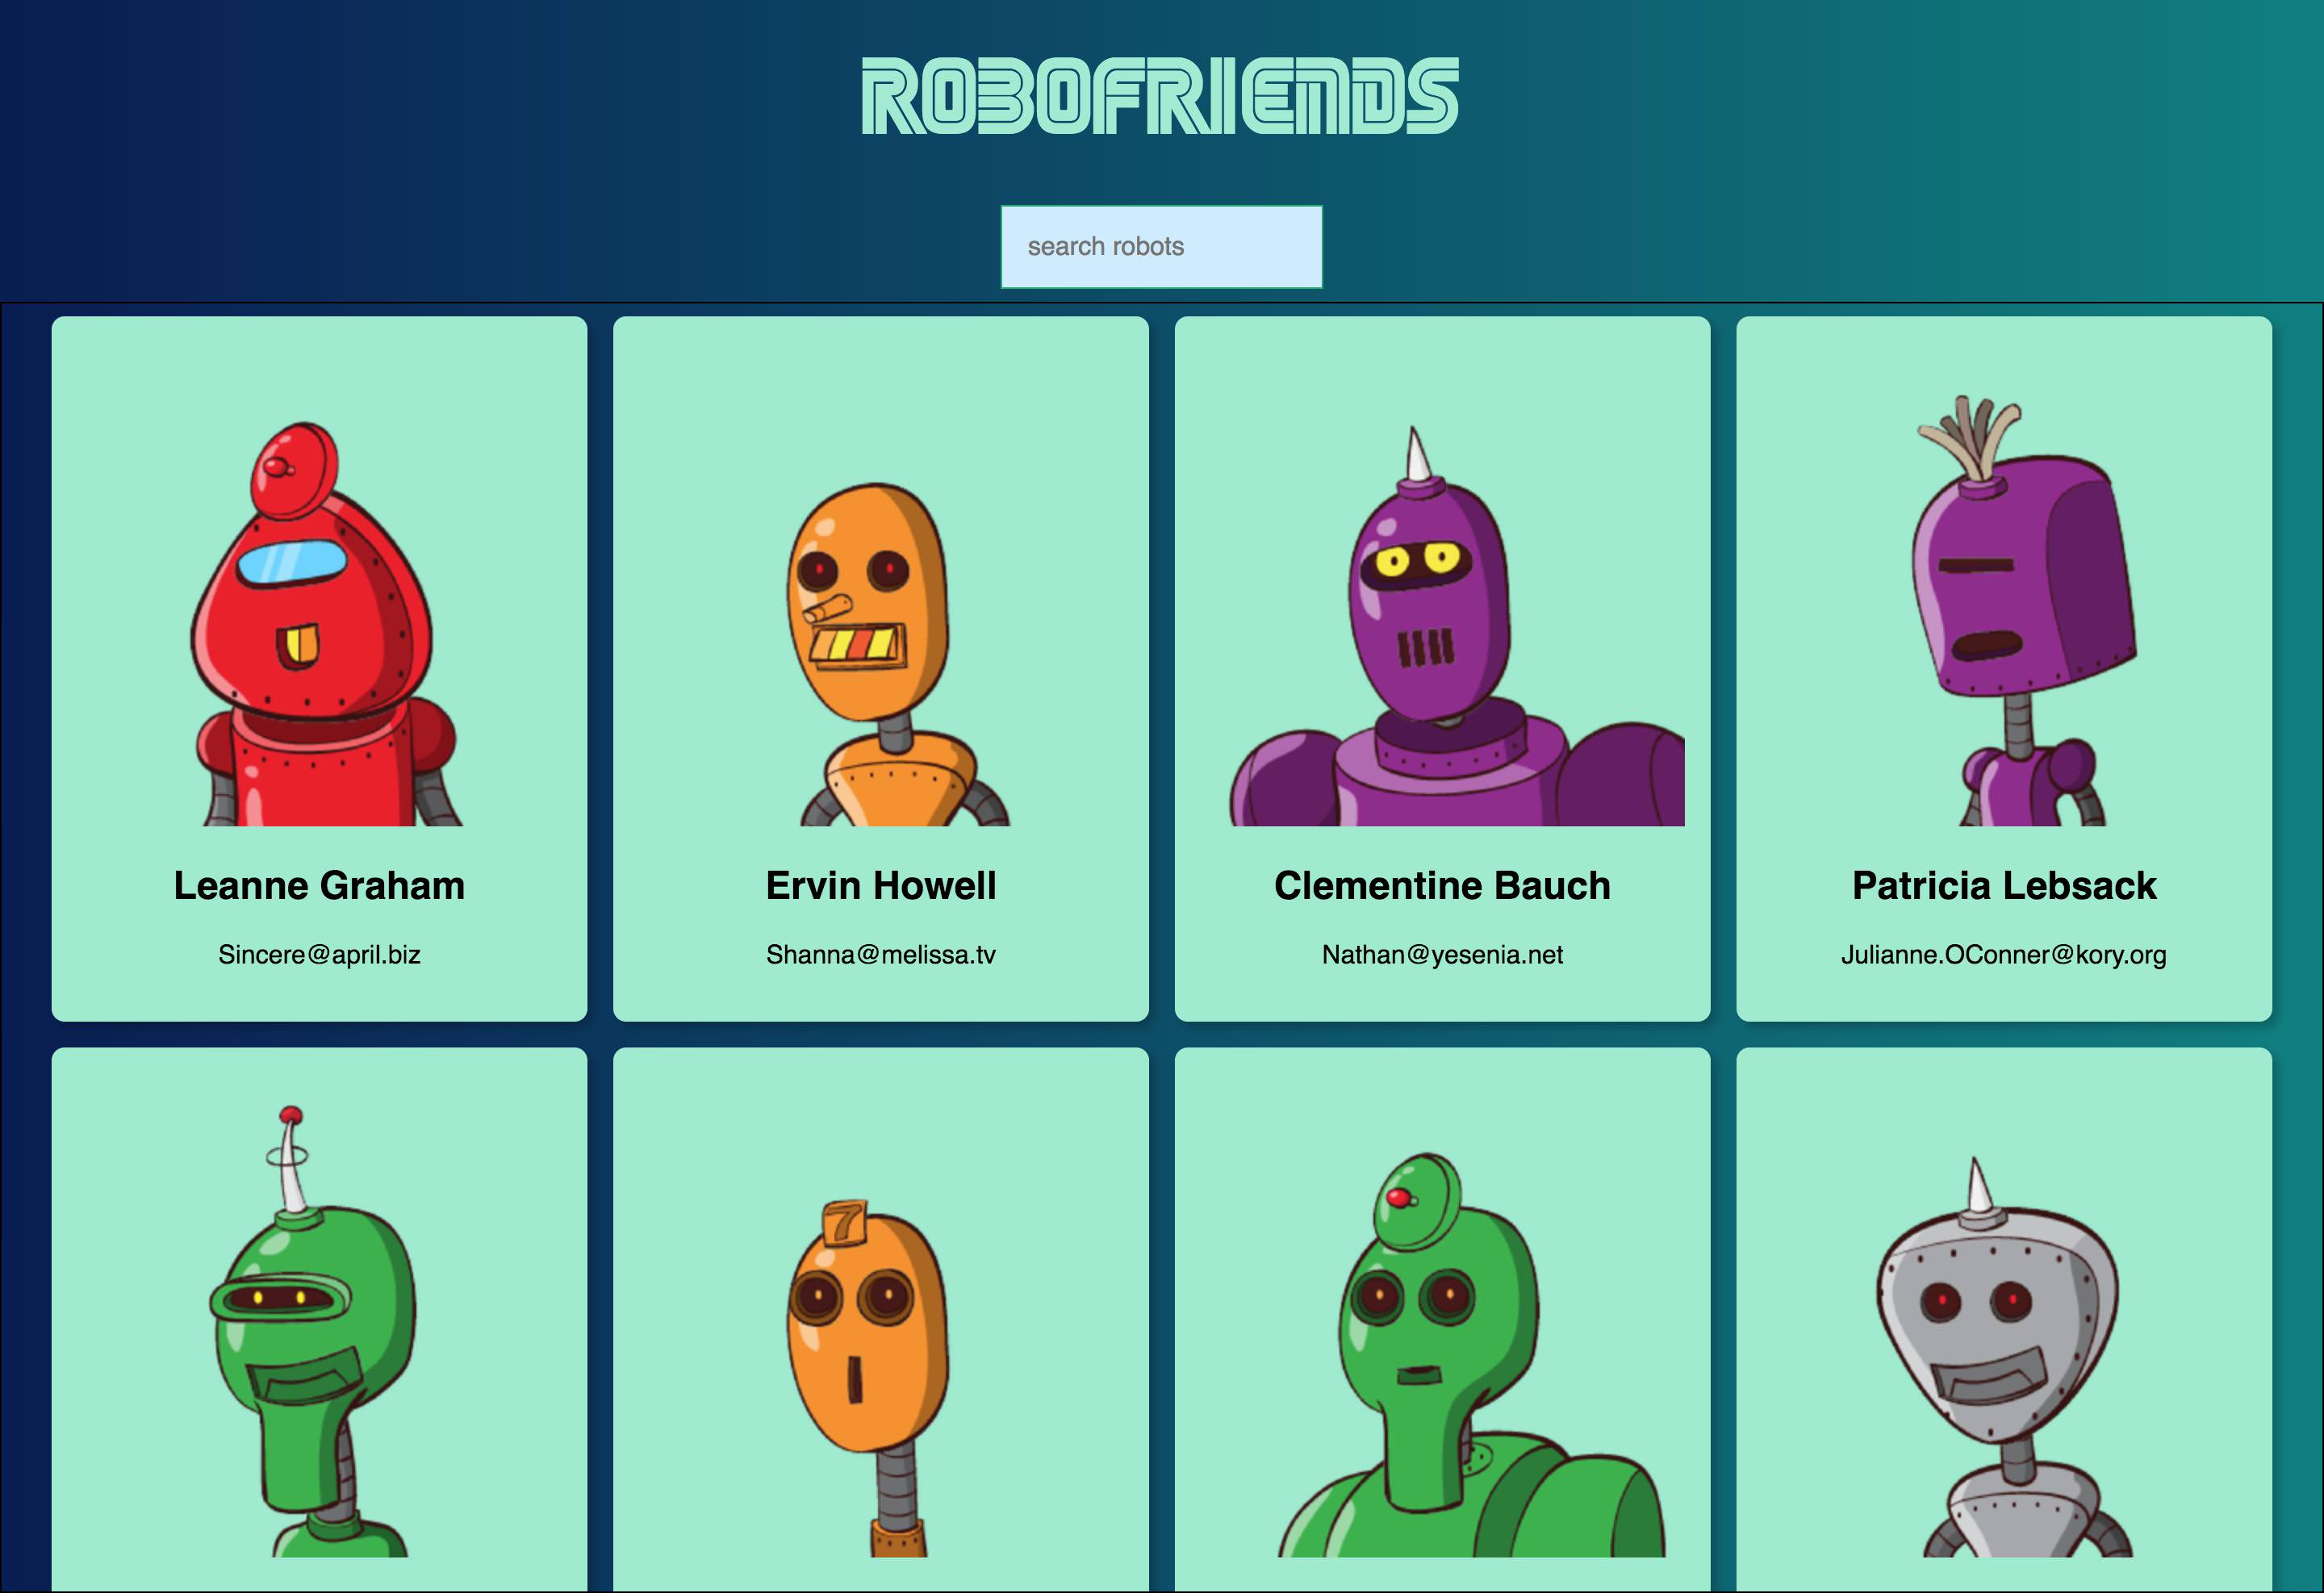 ROBOFRIENDS
search robots
Leanne Graham
Sincere@april.biz
Ervin Howell
Shanna@melissa.tv
Clementine Bauch
Nathan@yesenia.net
Patricia Lebsack
Julianne.OConner@kory.org
7